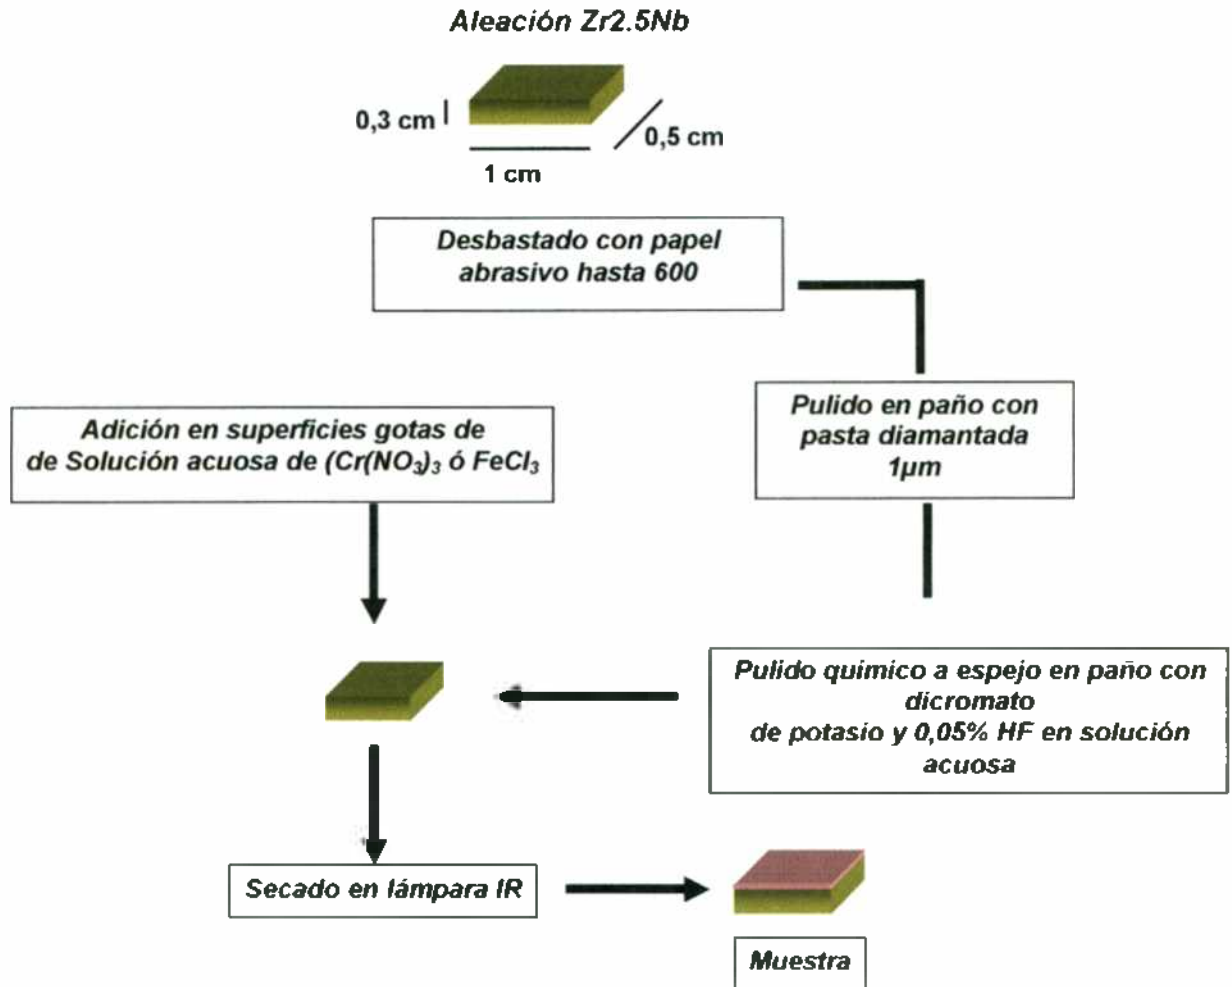 Aleación Zr2.5Nb
0,3 cm
0,5 cm
1 cm
Desbastado con papel
abrasivo hasta 600
Pulido en paño con
pasta diamantada
1µm
Adición en superficies gotas de
de Solución acuosa de (Cr(NO₃)₃ ó FeCl₃
Pulido químico a espejo en paño con
dicromato
de potasio y 0,05% HF en solución
acuosa
Secado en lámpara IR
Muestra